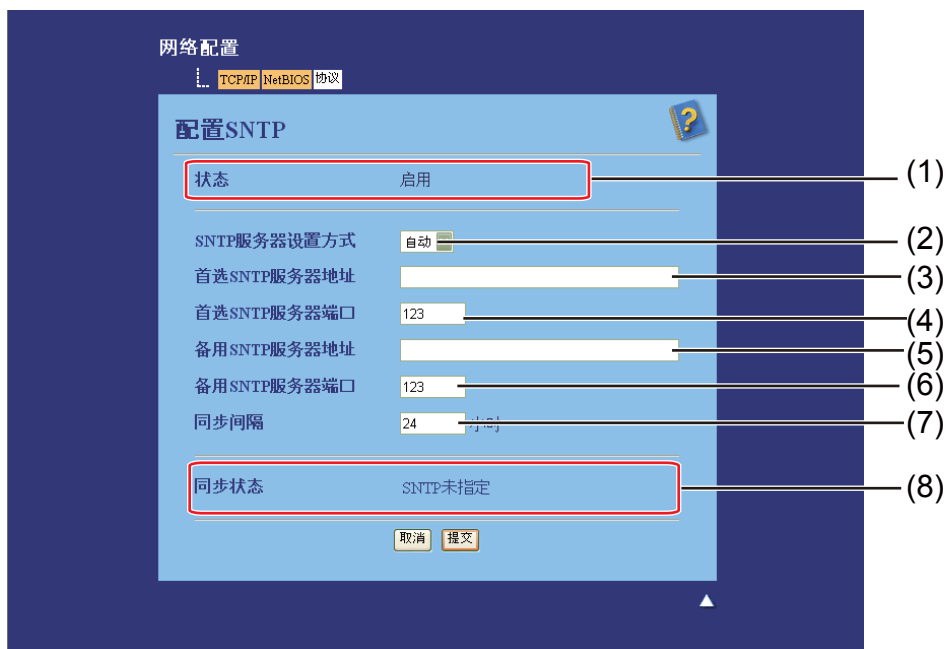 网络配置
TCP/IP NetBIOS 协议
配置SNTP
状态 启用 (1)
SNTP服务器设置方式 自动 (2)
首选SNTP服务器地址 (3)
首选SNTP服务器端口 123 (4)
备用SNTP服务器地址 (5)
备用SNTP服务器端口 123 (6)
同步间隔 24 小时 (7)
同步状态 SNTP未指定 (8)
取消 提交